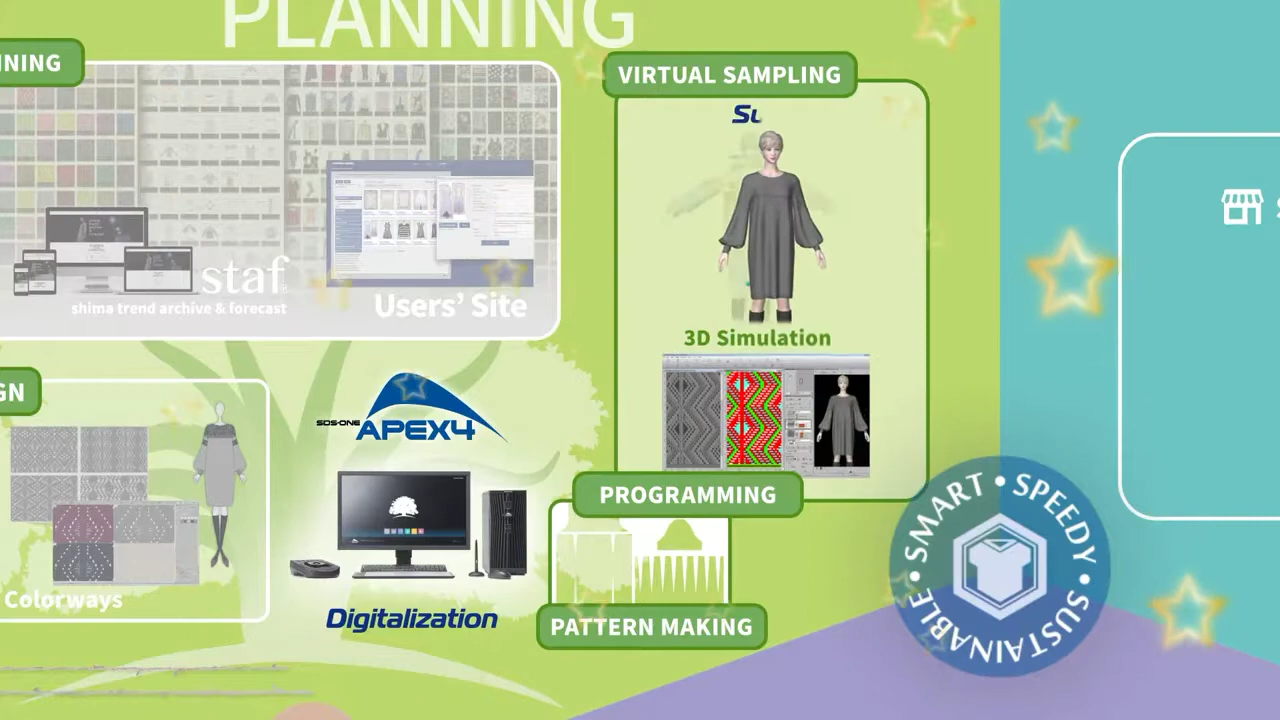 PLANNING
NNING
VIRTUAL SAMPLING
staf
shima trend archive & forecast
Users’ Site
3D Simulation
GN
SDS-ONE
APEX4
PROGRAMMING
Colorways
Digitalization
PATTERN MAKING
SMART • SPEEDY • SUSTAINABLE •